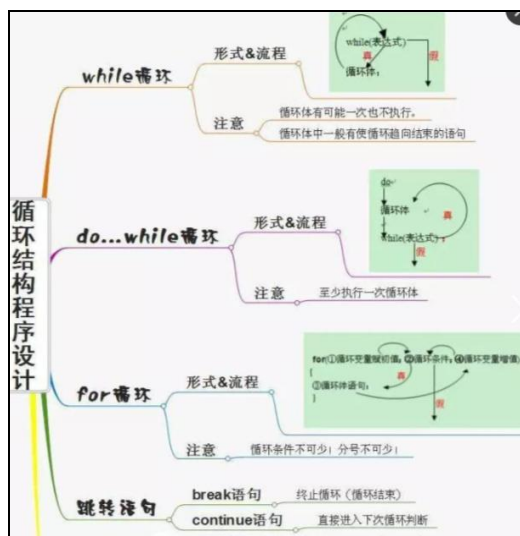 循环结构程序设计
while循环
形式&流程
while(表达式)
真
假
循环体；
注意
循环体有可能一次也不执行。
循环体中一般有使循环趋向结束的语句
do...while循环
形式&流程
do
循环体
真
while(表达式)；
假
注意
至少执行一次循环体
for循环
形式&流程
for(①循环变量赋初值；②循环条件；④循环变量增值)
{
真
③循环体语句；
}
假
注意
循环条件不可少！分号不可少！
跳转语句
break语句
终止循环（循环结束）
continue语句
直接进入下次循环判断